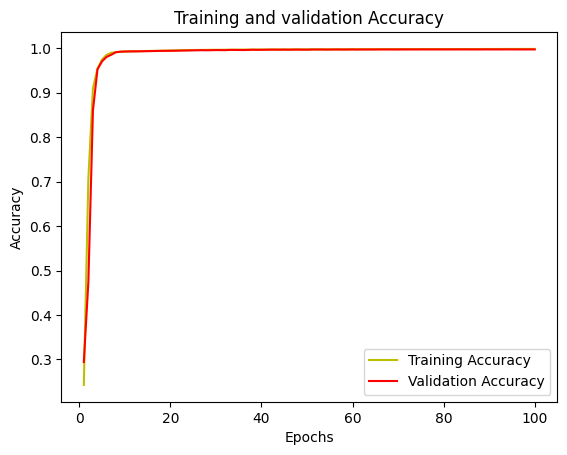 Training and validation Accuracy
1.0
0.9
0.8
0.7
0.6
0.5
0.4
0.3
Accuracy
Training Accuracy
Validation Accuracy
0
20
40
60
80
100
Epochs